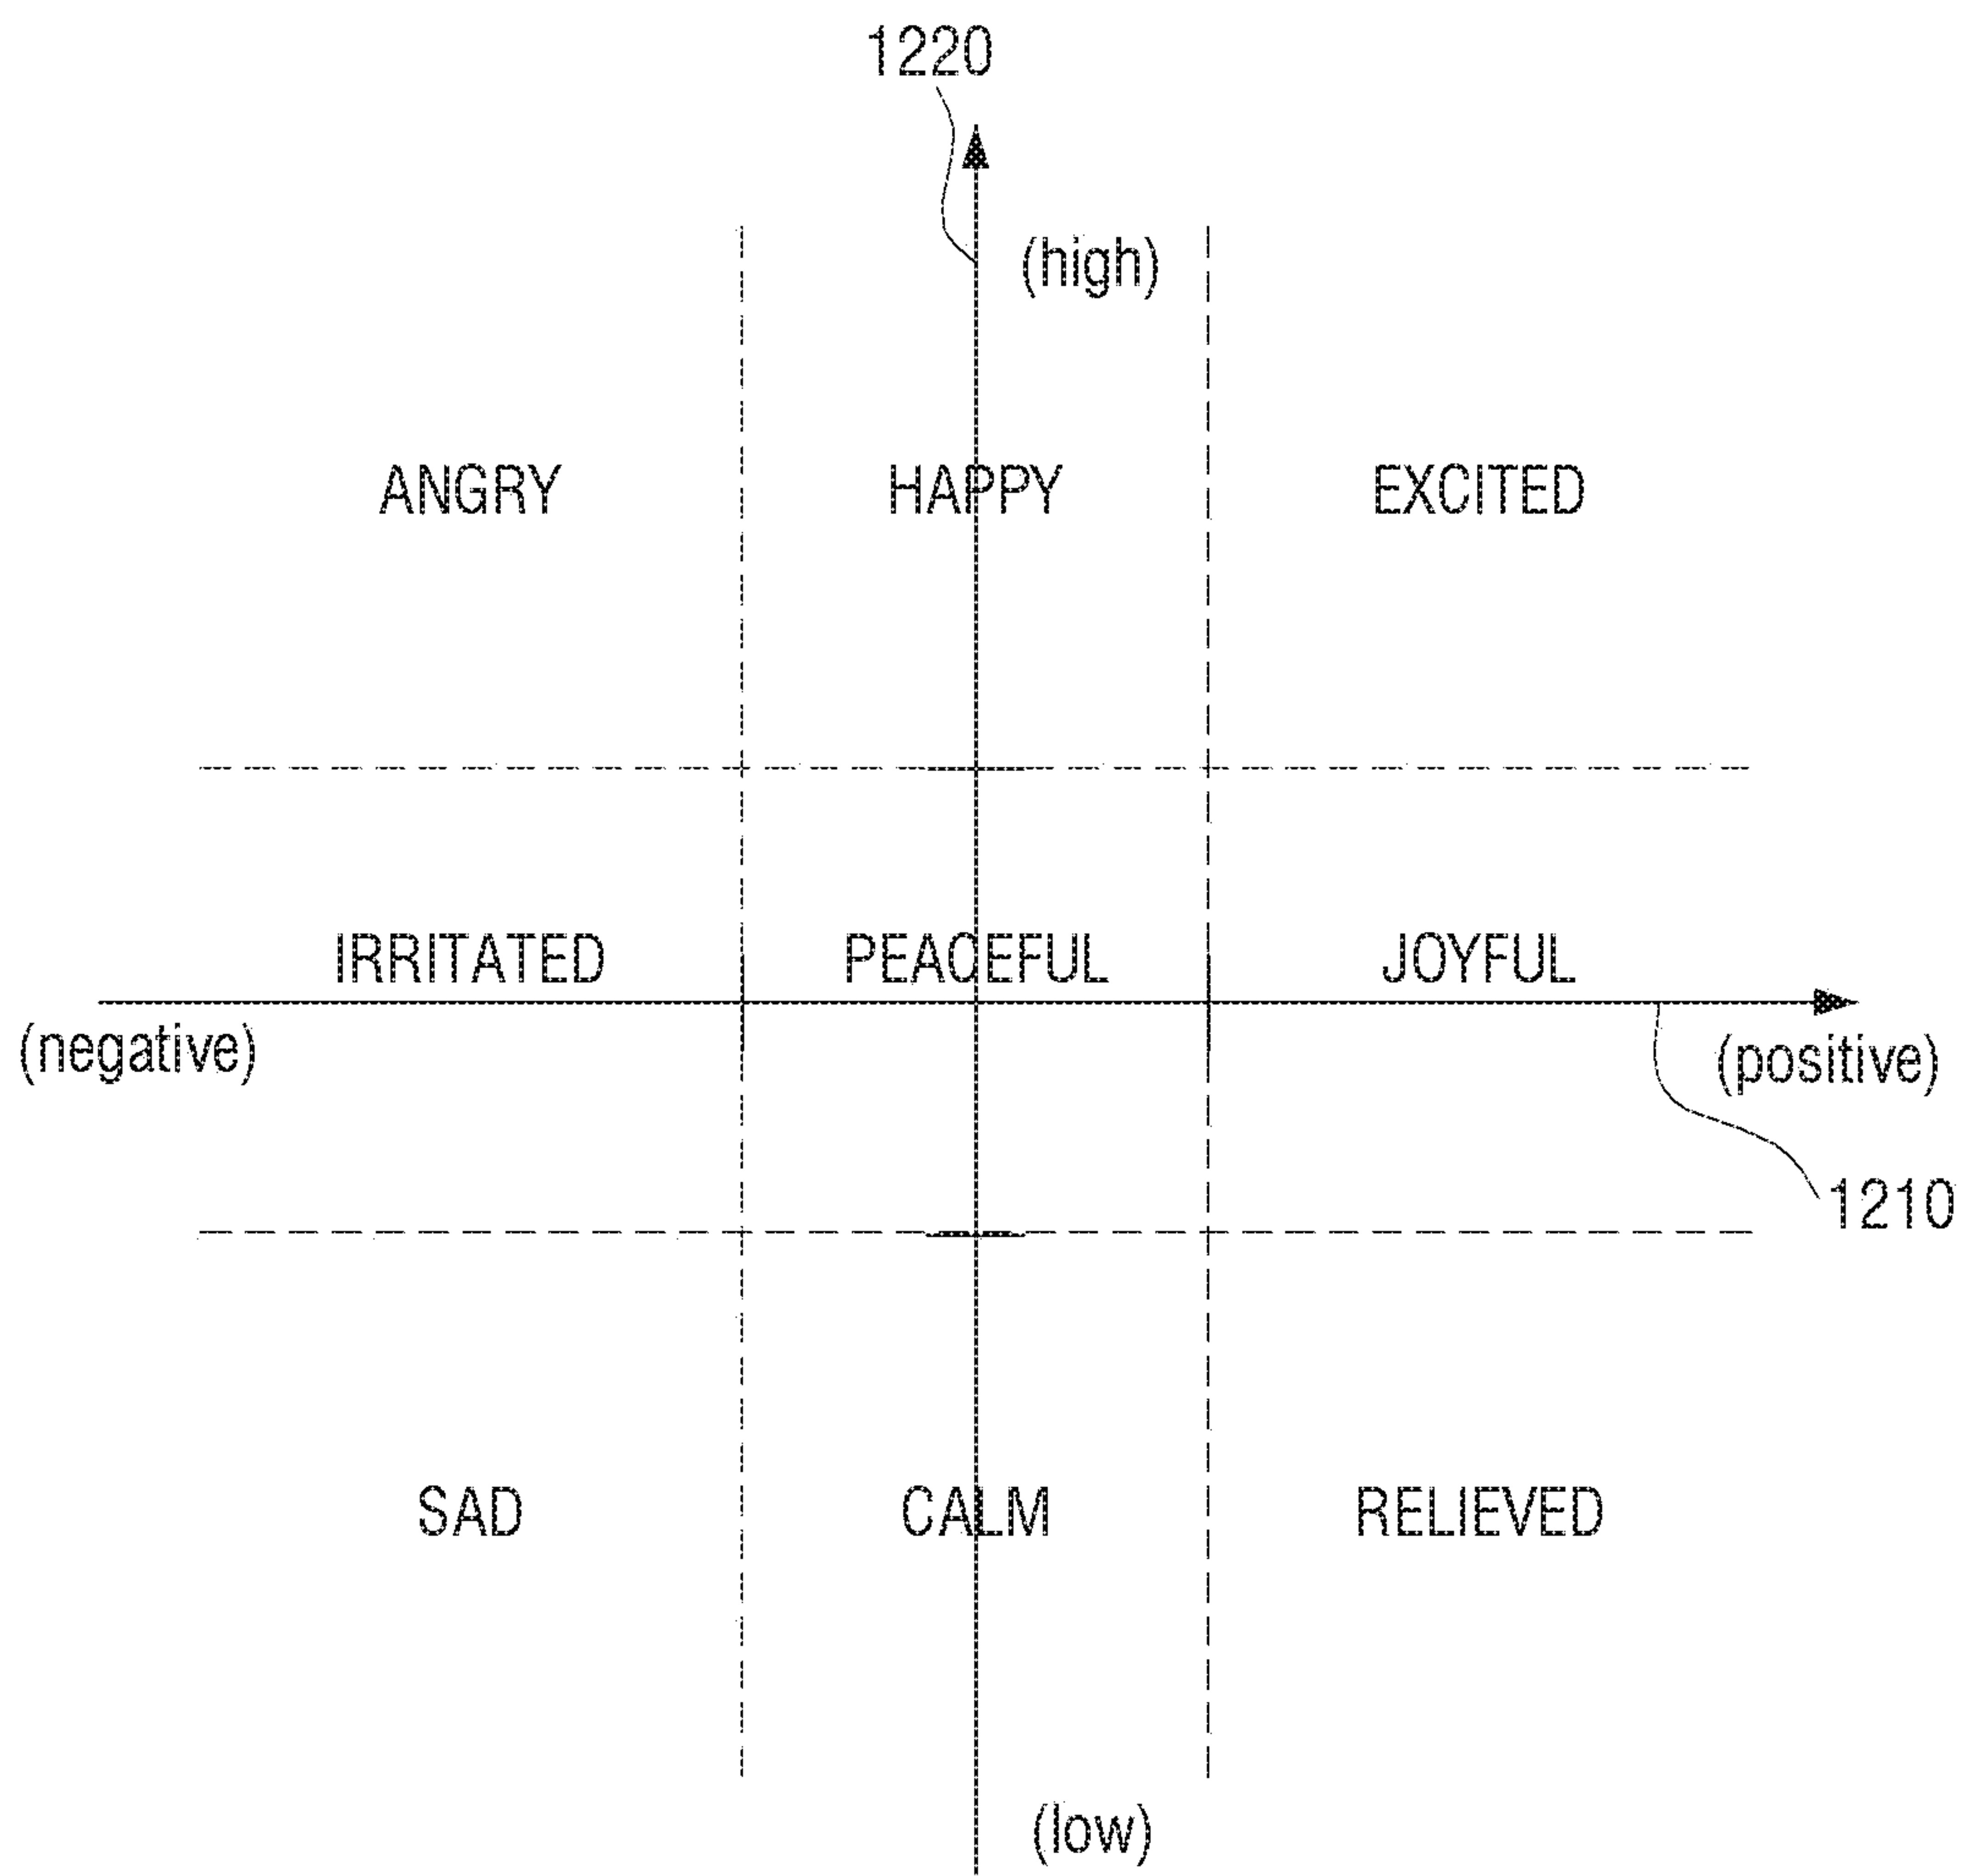 1220
(high)
ANGRY HAPPY EXCITED
IRRITATED PEACEFUL JOYFUL
(negative) (positive)
1210
SAD CALM RELIEVED
(low)